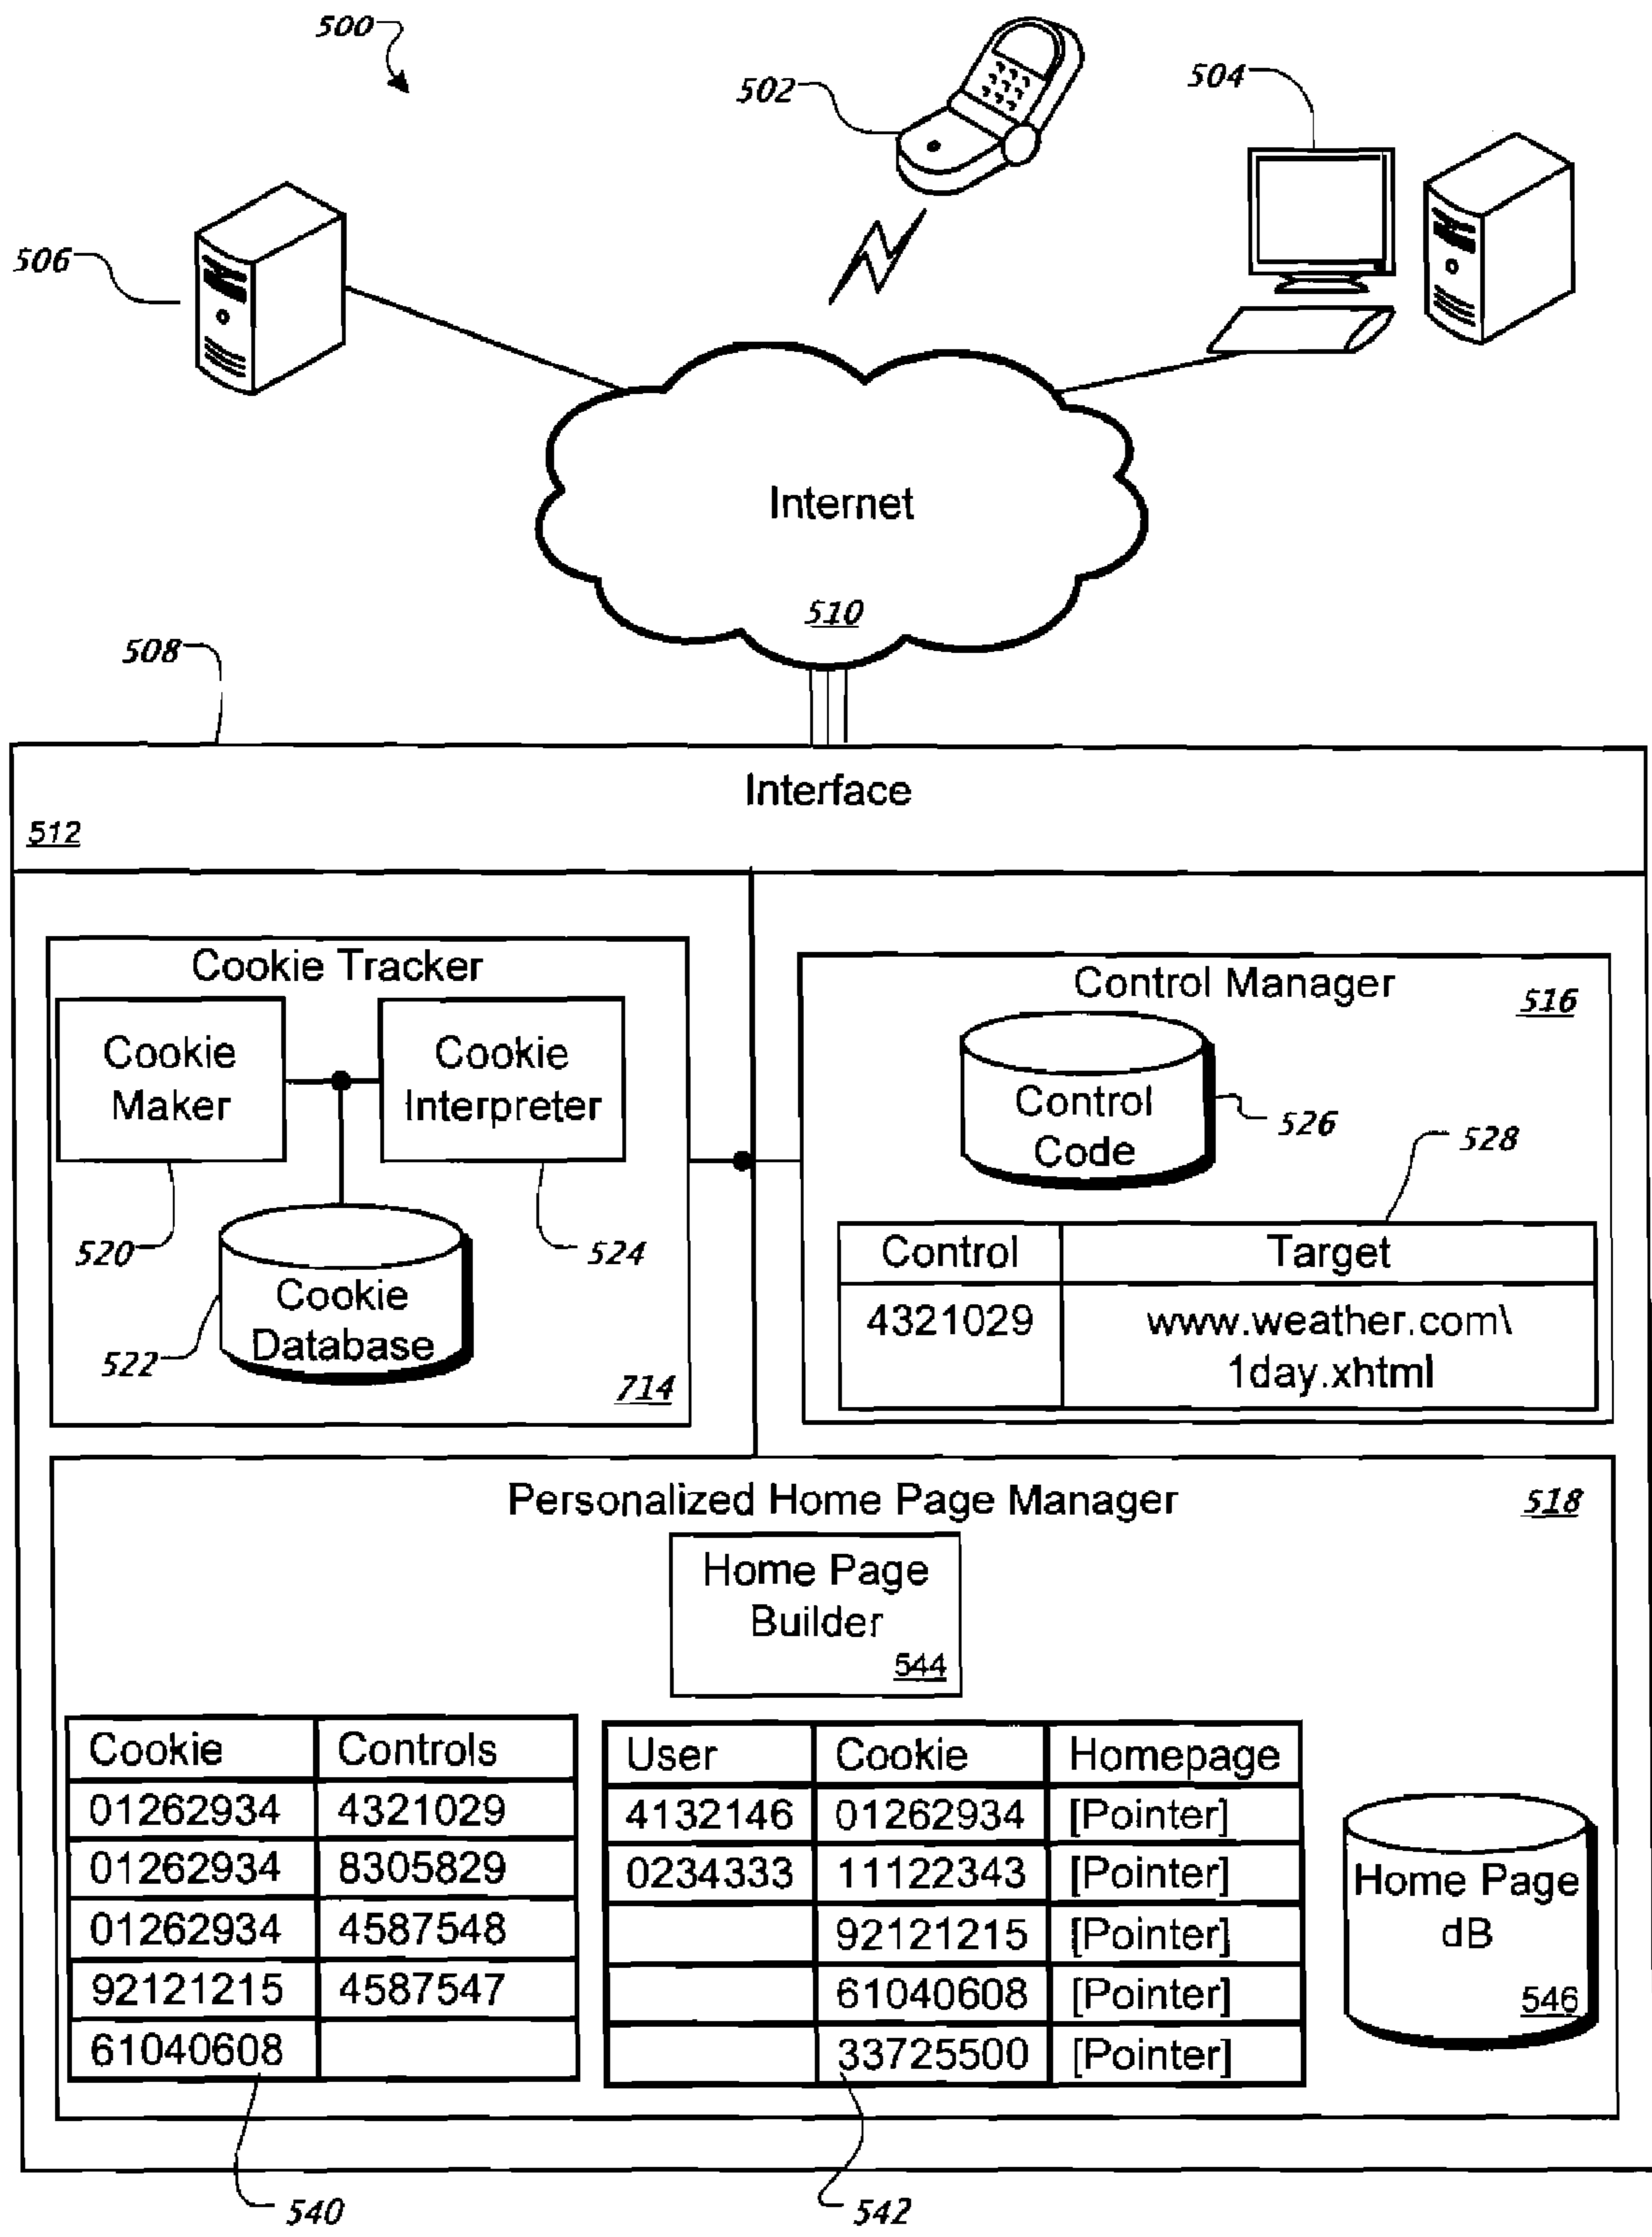 500
502
504
506
Internet
510
508
Interface
512
Cookie Tracker
Cookie
Maker
Cookie
Interpreter
520
524
Cookie
Database
522
714
Control Manager
516
Control
Code
526
528
Control Target
4321029 www.weather.com\
1day.xhtml
Personalized Home Page Manager
518
Home Page
Builder
544
Cookie Controls
01262934 4321029
01262934 8305829
01262934 4587548
92121215 4587547
61040608
User Cookie Homepage
4132146 01262934 [Pointer]
0234333 11122343 [Pointer]
92121215 [Pointer]
61040608 [Pointer]
33725500 [Pointer]
Home Page
dB
546
540
542